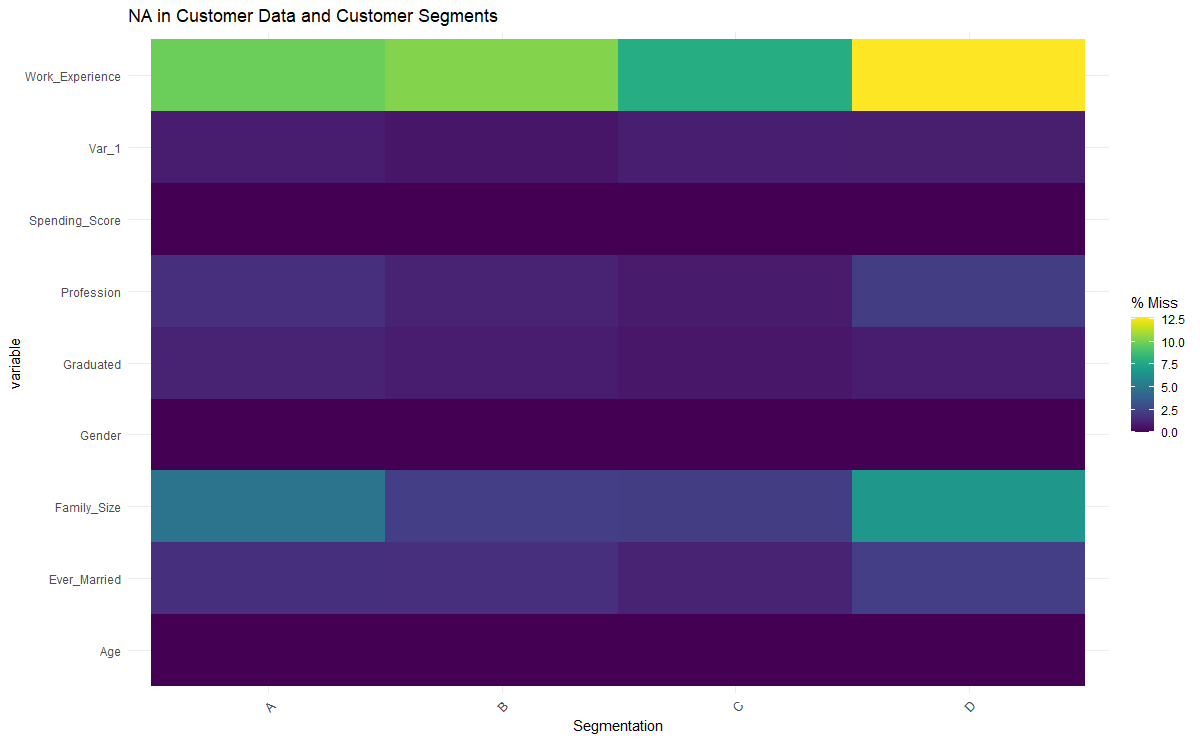 NA in Customer Data and Customer Segments
Work_Experience
Var_1
Spending_Score
Profession
Graduated
Gender
Family_Size
Ever_Married
Age
variable
A
B
C
D
Segmentation
% Miss
12.5
10.0
7.5
5.0
2.5
0.0